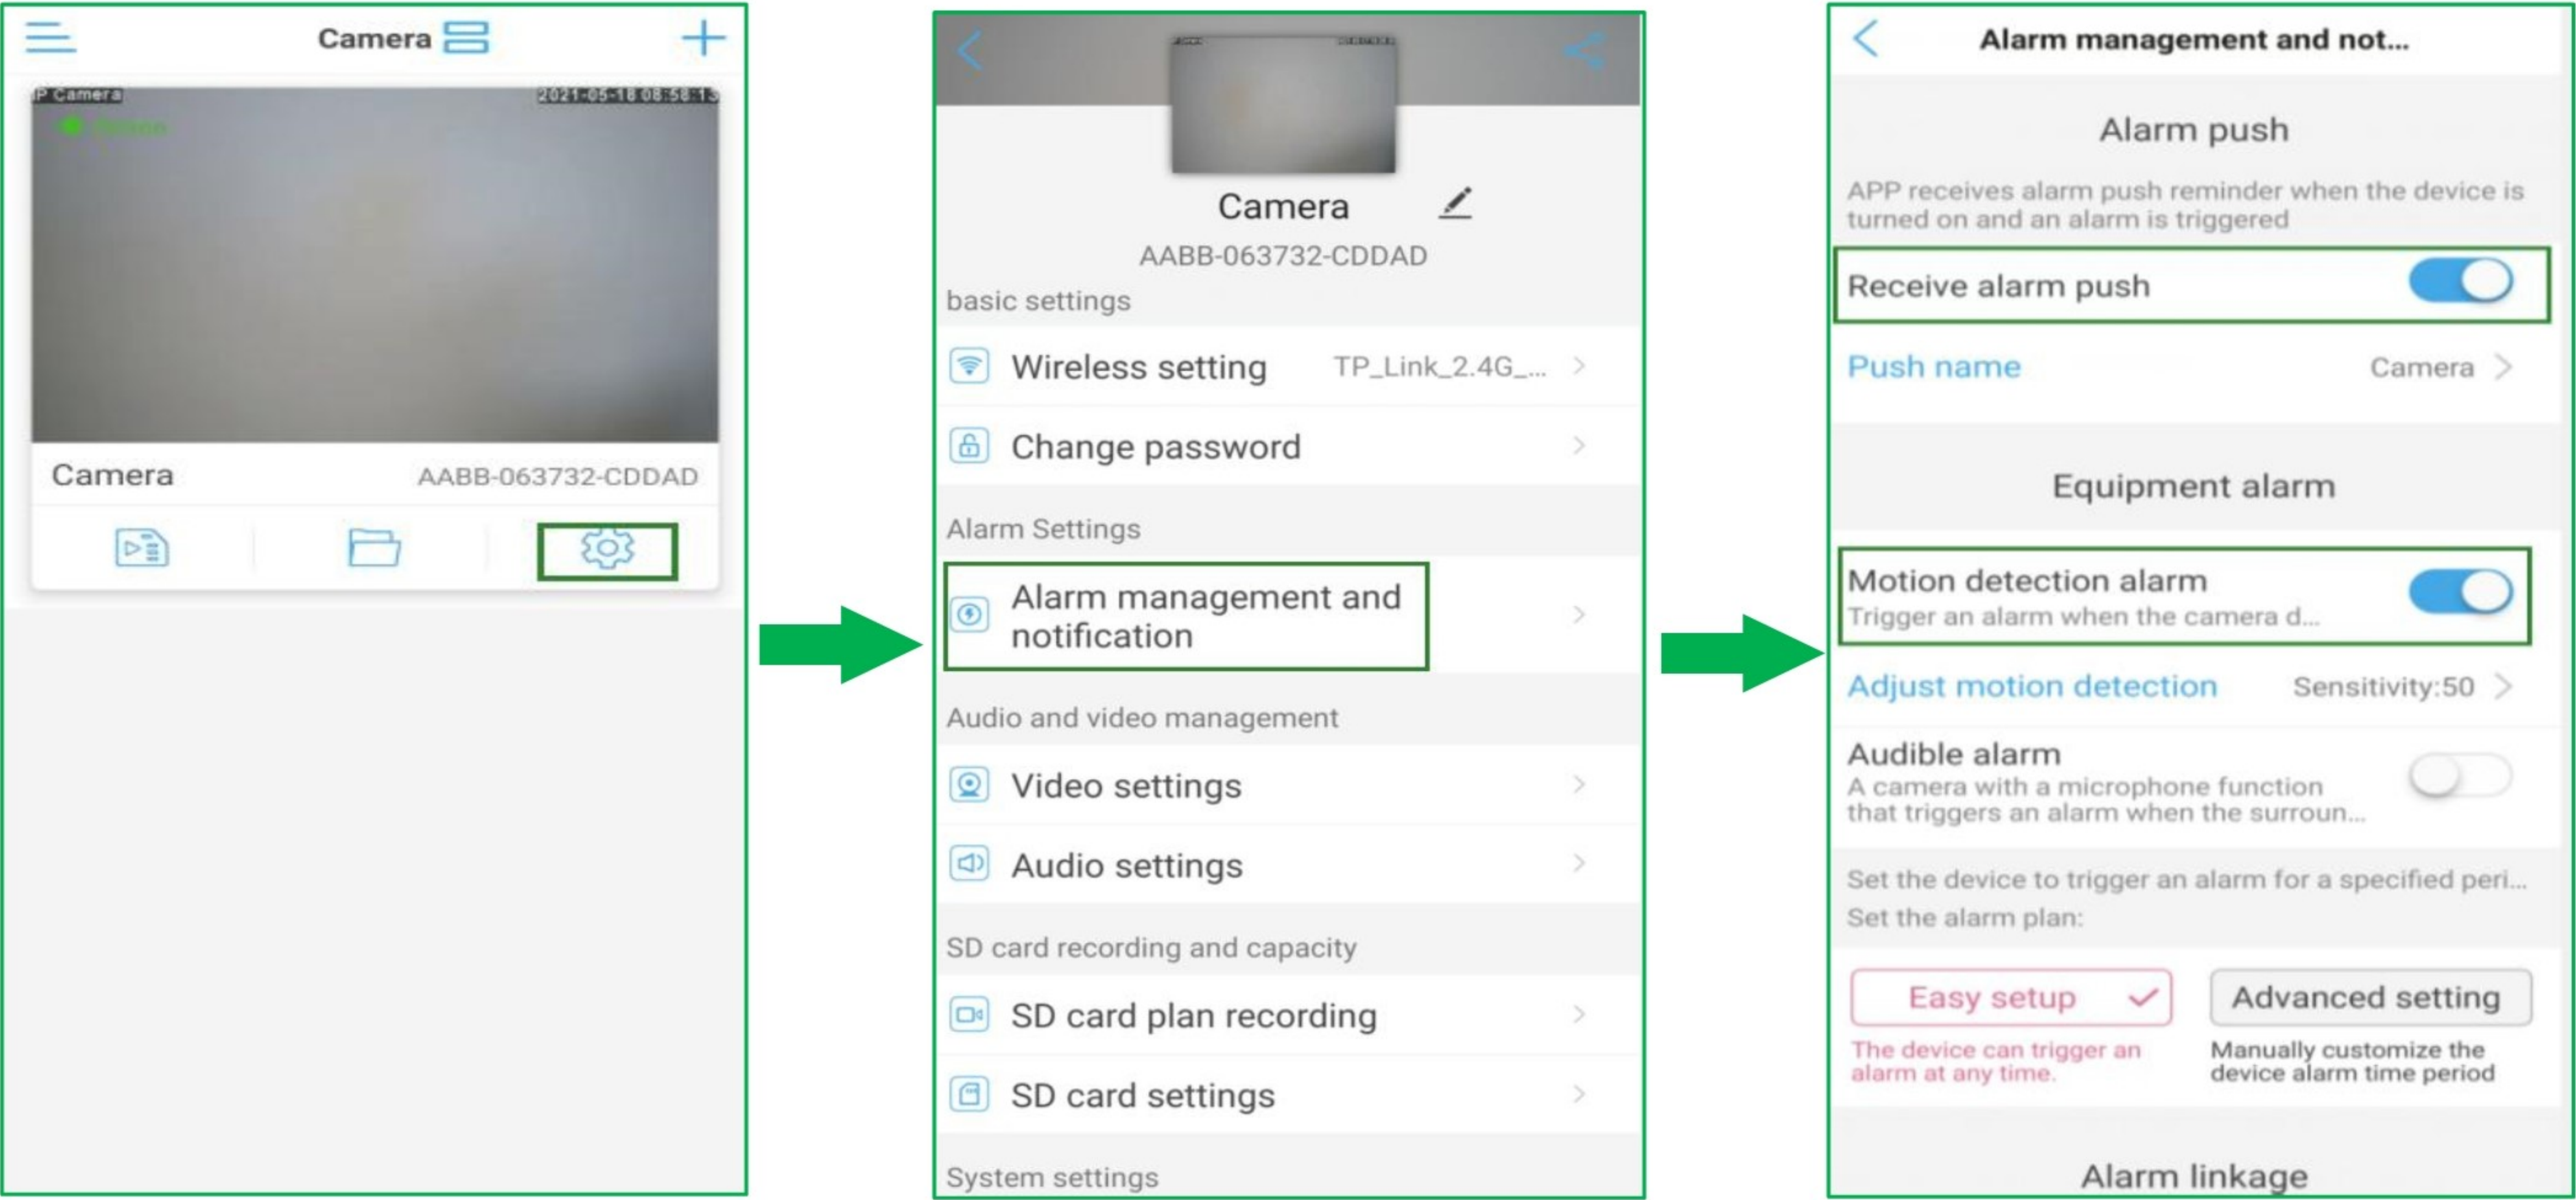 Camera
P Camera
2021-05-18 08:58:13
Camera
AABB-063732-CDDAD
Camera
AABB-063732-CDDAD
basic settings
Wireless setting TP_Link_2.4G_...
Change password
Alarm Settings
Alarm management and
notification
Audio and video management
Video settings
Audio settings
SD card recording and capacity
SD card plan recording
SD card settings
System settings
Alarm management and not...
Alarm push
APP receives alarm push reminder when the device is
turned on and an alarm is triggered
Receive alarm push
Push name Camera
Equipment alarm
Motion detection alarm
Trigger an alarm when the camera d...
Adjust motion detection Sensitivity:50
Audible alarm
A camera with a microphone function
that triggers an alarm when the surroun...
Set the device to trigger an alarm for a specified peri...
Set the alarm plan:
Easy setup
The device can trigger an
alarm at any time.
Advanced setting
Manually customize the
device alarm time period
Alarm linkage